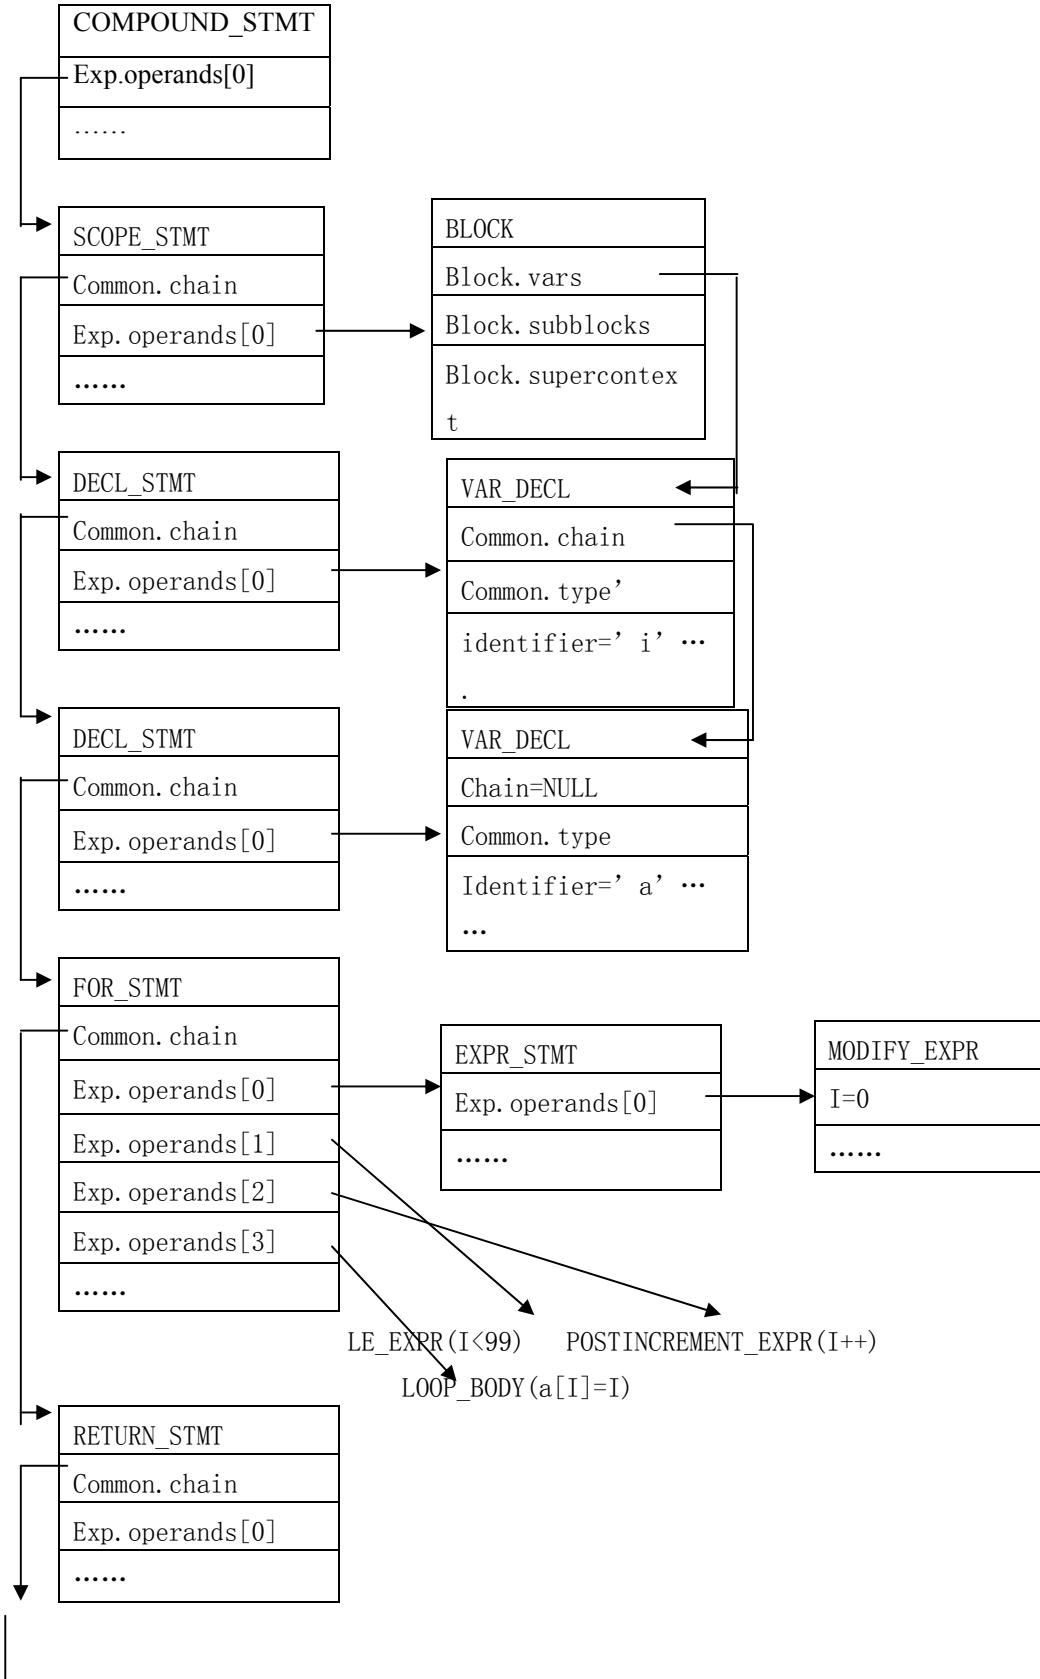 COMPOUND_STMT
Exp.operands[0]
……
SCOPE_STMT
Common.chain
Exp.operands[0]
……
BLOCK
Block.vars
Block.subblocks
Block.supercontex
t
DECL_STMT
Common.chain
Exp.operands[0]
……
VAR_DECL
Common.chain
Common.type’
identifier=’i’…
.
DECL_STMT
Common.chain
Exp.operands[0]
……
VAR_DECL
Chain=NULL
Common.type
Identifier=’a’…
…
FOR_STMT
Common.chain
Exp.operands[0]
Exp.operands[1]
Exp.operands[2]
Exp.operands[3]
……
EXPR_STMT
Exp.operands[0]
……
MODIFY_EXPR
I=0
……
LE_EXPR(I<99) POSTINCREMENT_EXPR(I++)
LOOP_BODY(a[I]=I)
RETURN_STMT
Common.chain
Exp.operands[0]
……